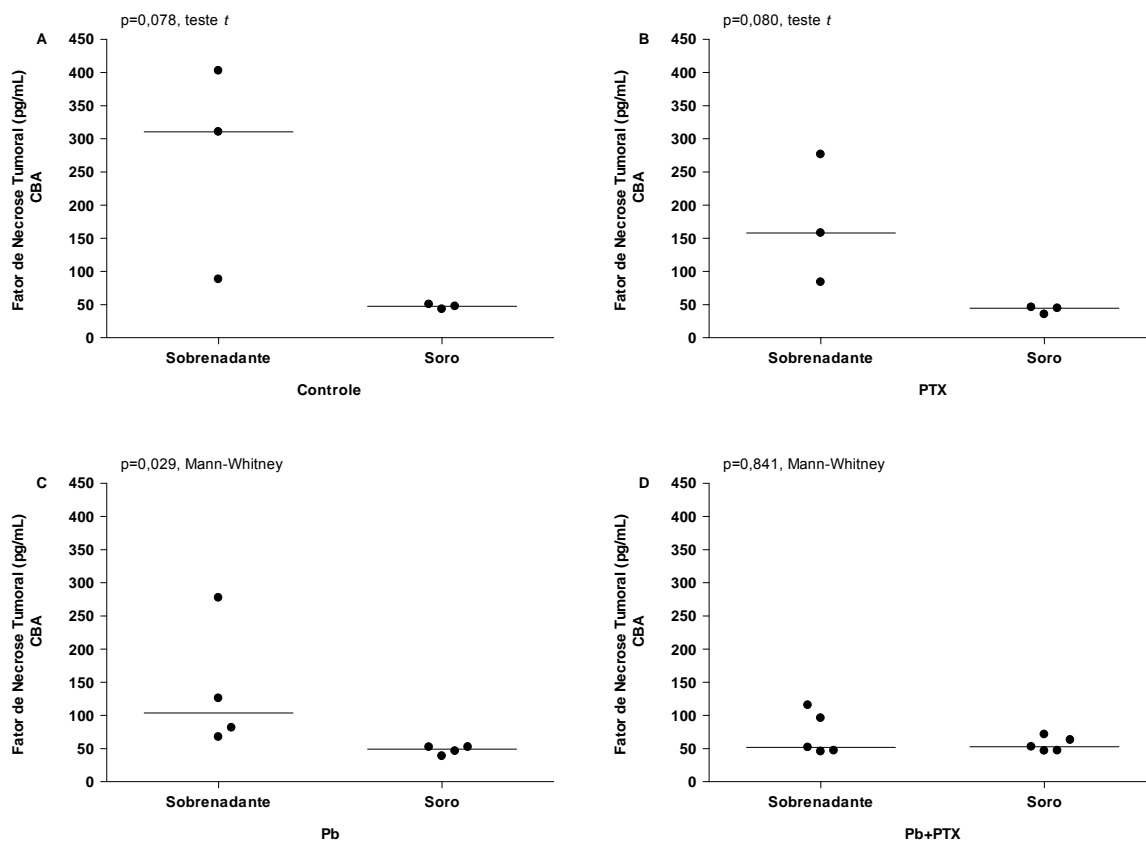 p=0,078, teste t
A
450
400
350
300
250
200
150
100
50
0
Fator de Necrose Tumoral (pg/mL)
CBA
Sobrenadante
Soro
Controle
p=0,080, teste t
B
450
400
350
300
250
200
150
100
50
0
Fator de Necrose Tumoral (pg/mL)
CBA
Sobrenadante
Soro
PTX
p=0,029, Mann-Whitney
C
450
400
350
300
250
200
150
100
50
0
Fator de Necrose Tumoral (pg/mL)
CBA
Sobrenadante
Soro
Pb
p=0,841, Mann-Whitney
D
450
400
350
300
250
200
150
100
50
0
Fator de Necrose Tumoral (pg/mL)
CBA
Sobrenadante
Soro
Pb+PTX